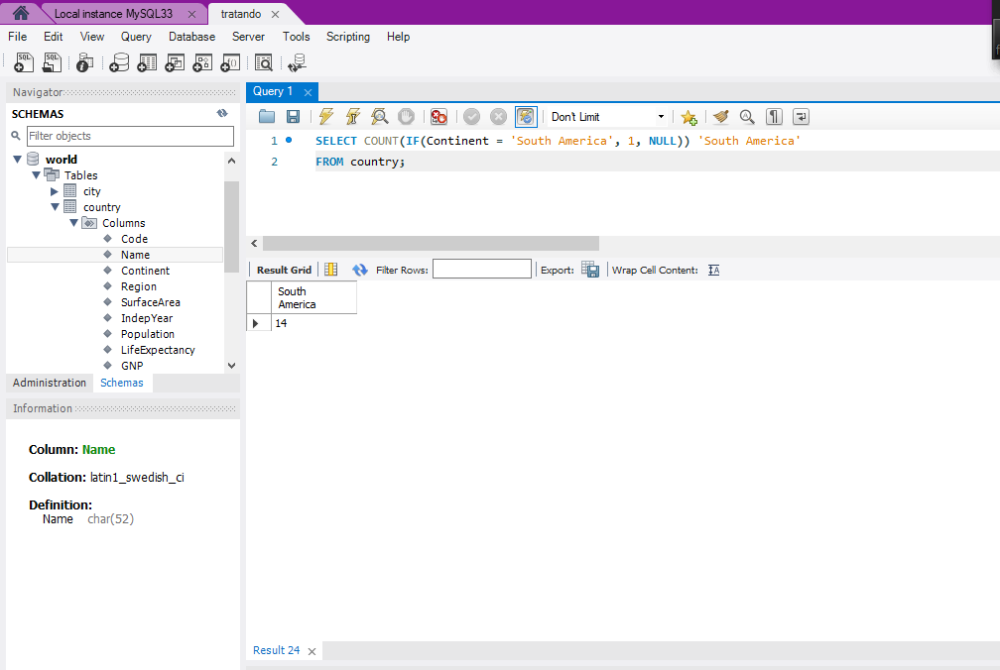 Local instance MySQL33 ×
tratando ×
File Edit View Query Database Server Tools Scripting Help
Navigator
SCHEMAS
Filter objects
world
Tables
city
country
Columns
Code
Name
Continent
Region
SurfaceArea
IndepYear
Population
LifeExpectancy
GNP
Administration Schemas
Information
Column: Name
Collation: latin1_swedish_ci
Definition:
Name char(52)
Query 1 ×
Don't Limit
1 SELECT COUNT(IF(Continent = 'South America', 1, NULL)) 'South America'
2 FROM country;
Result Grid Filter Rows: Export: Wrap Cell Content:
South
America
14
Result 24 ×